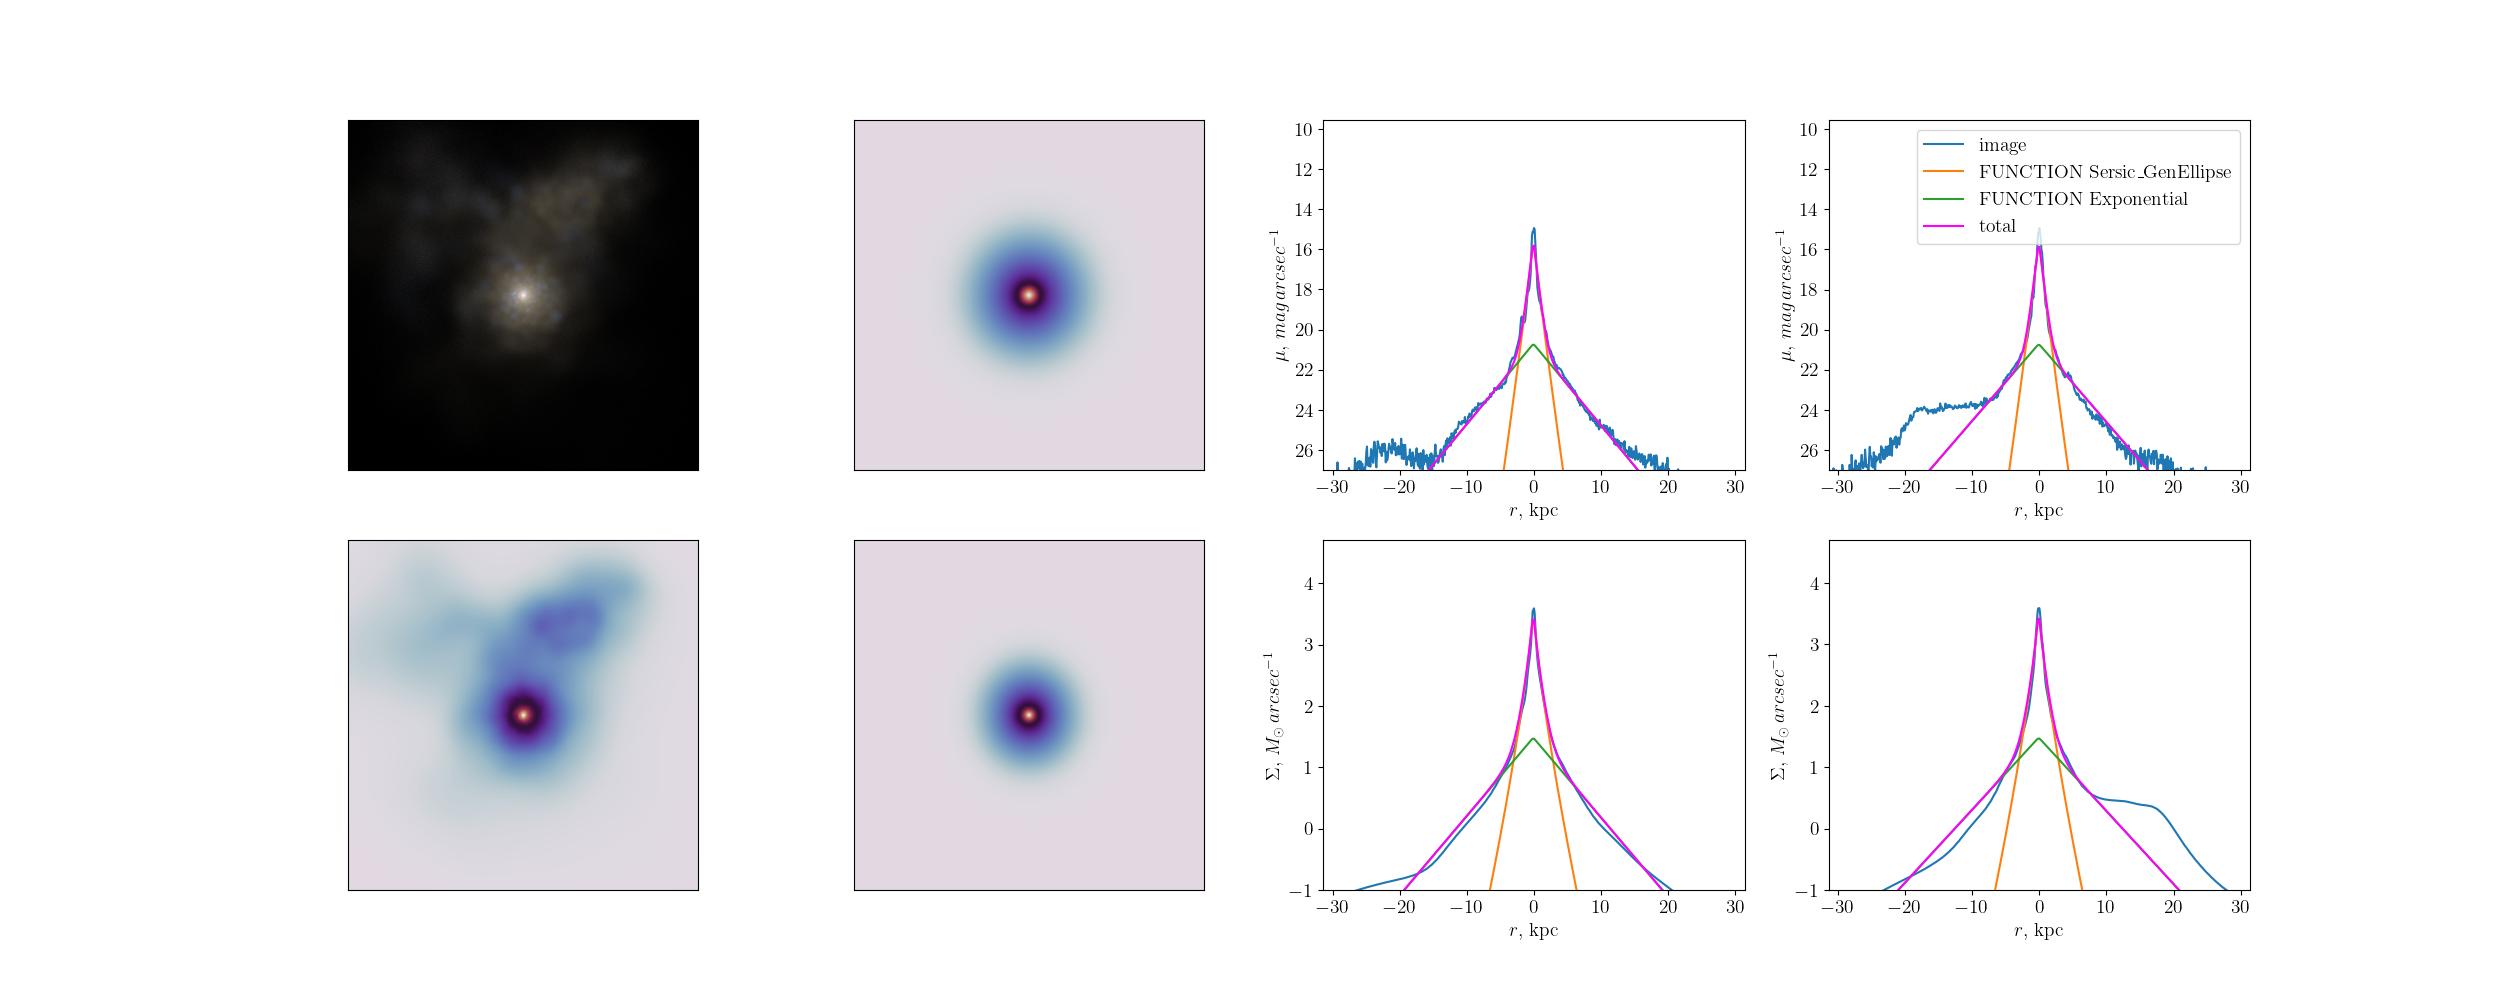 10
12
14
16
18
20
22
24
26
μ, mag arcsec⁻¹
−30 −20 −10 0 10 20 30
r, kpc
10
12
14
16
18
20
22
24
26
μ, mag arcsec⁻¹
image
FUNCTION Sersic_GenEllipse
FUNCTION Exponential
total
−30 −20 −10 0 10 20 30
r, kpc
4
3
2
1
0
−1
Σ, M⊙ arcsec⁻¹
−30 −20 −10 0 10 20 30
r, kpc
4
3
2
1
0
−1
Σ, M⊙ arcsec⁻¹
−30 −20 −10 0 10 20 30
r, kpc